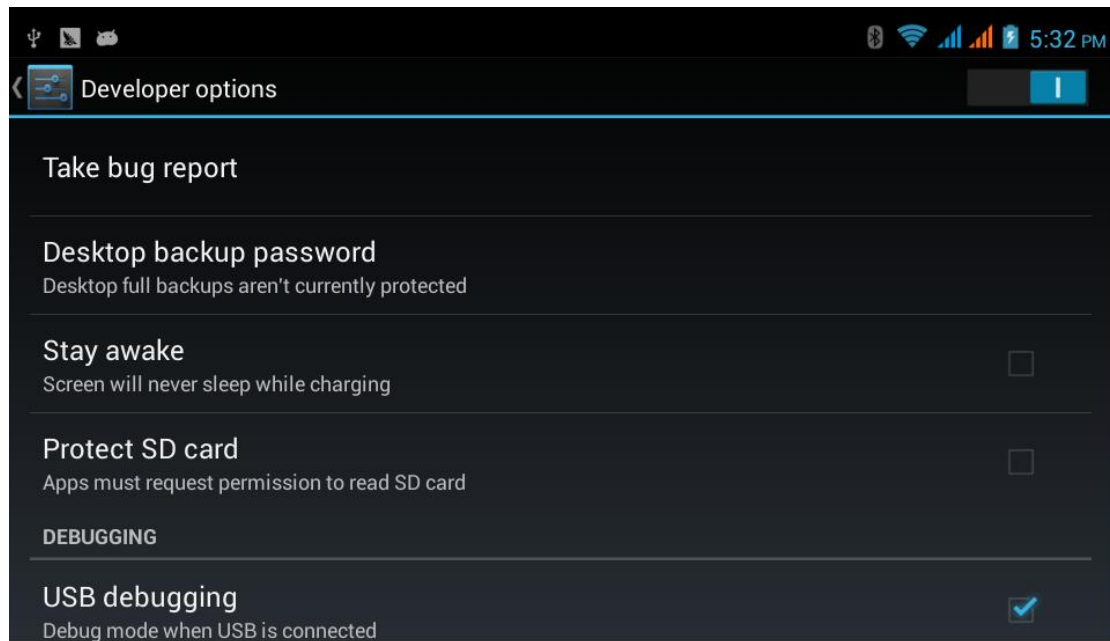 5:32 PM
Developer options
Take bug report
Desktop backup password
Desktop full backups aren't currently protected
Stay awake
Screen will never sleep while charging
Protect SD card
Apps must request permission to read SD card
DEBUGGING
USB debugging
Debug mode when USB is connected